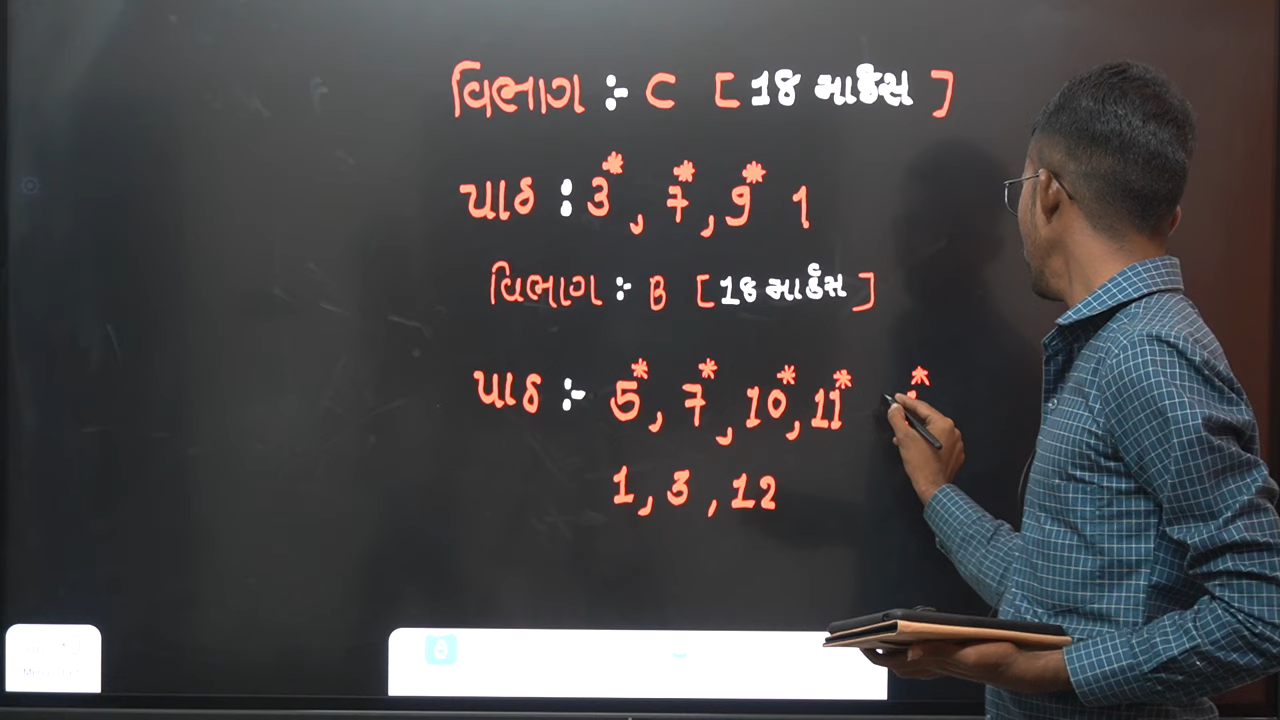 વિભાગ :- C [ 18 માર્કસ ]
પાઠ : 3* , 7* , 9* 1
વિભાગ :- B [ 18 માર્કસ ]
પાઠ :- 5* , 7* , 10* , 11* *
1 , 3 , 12